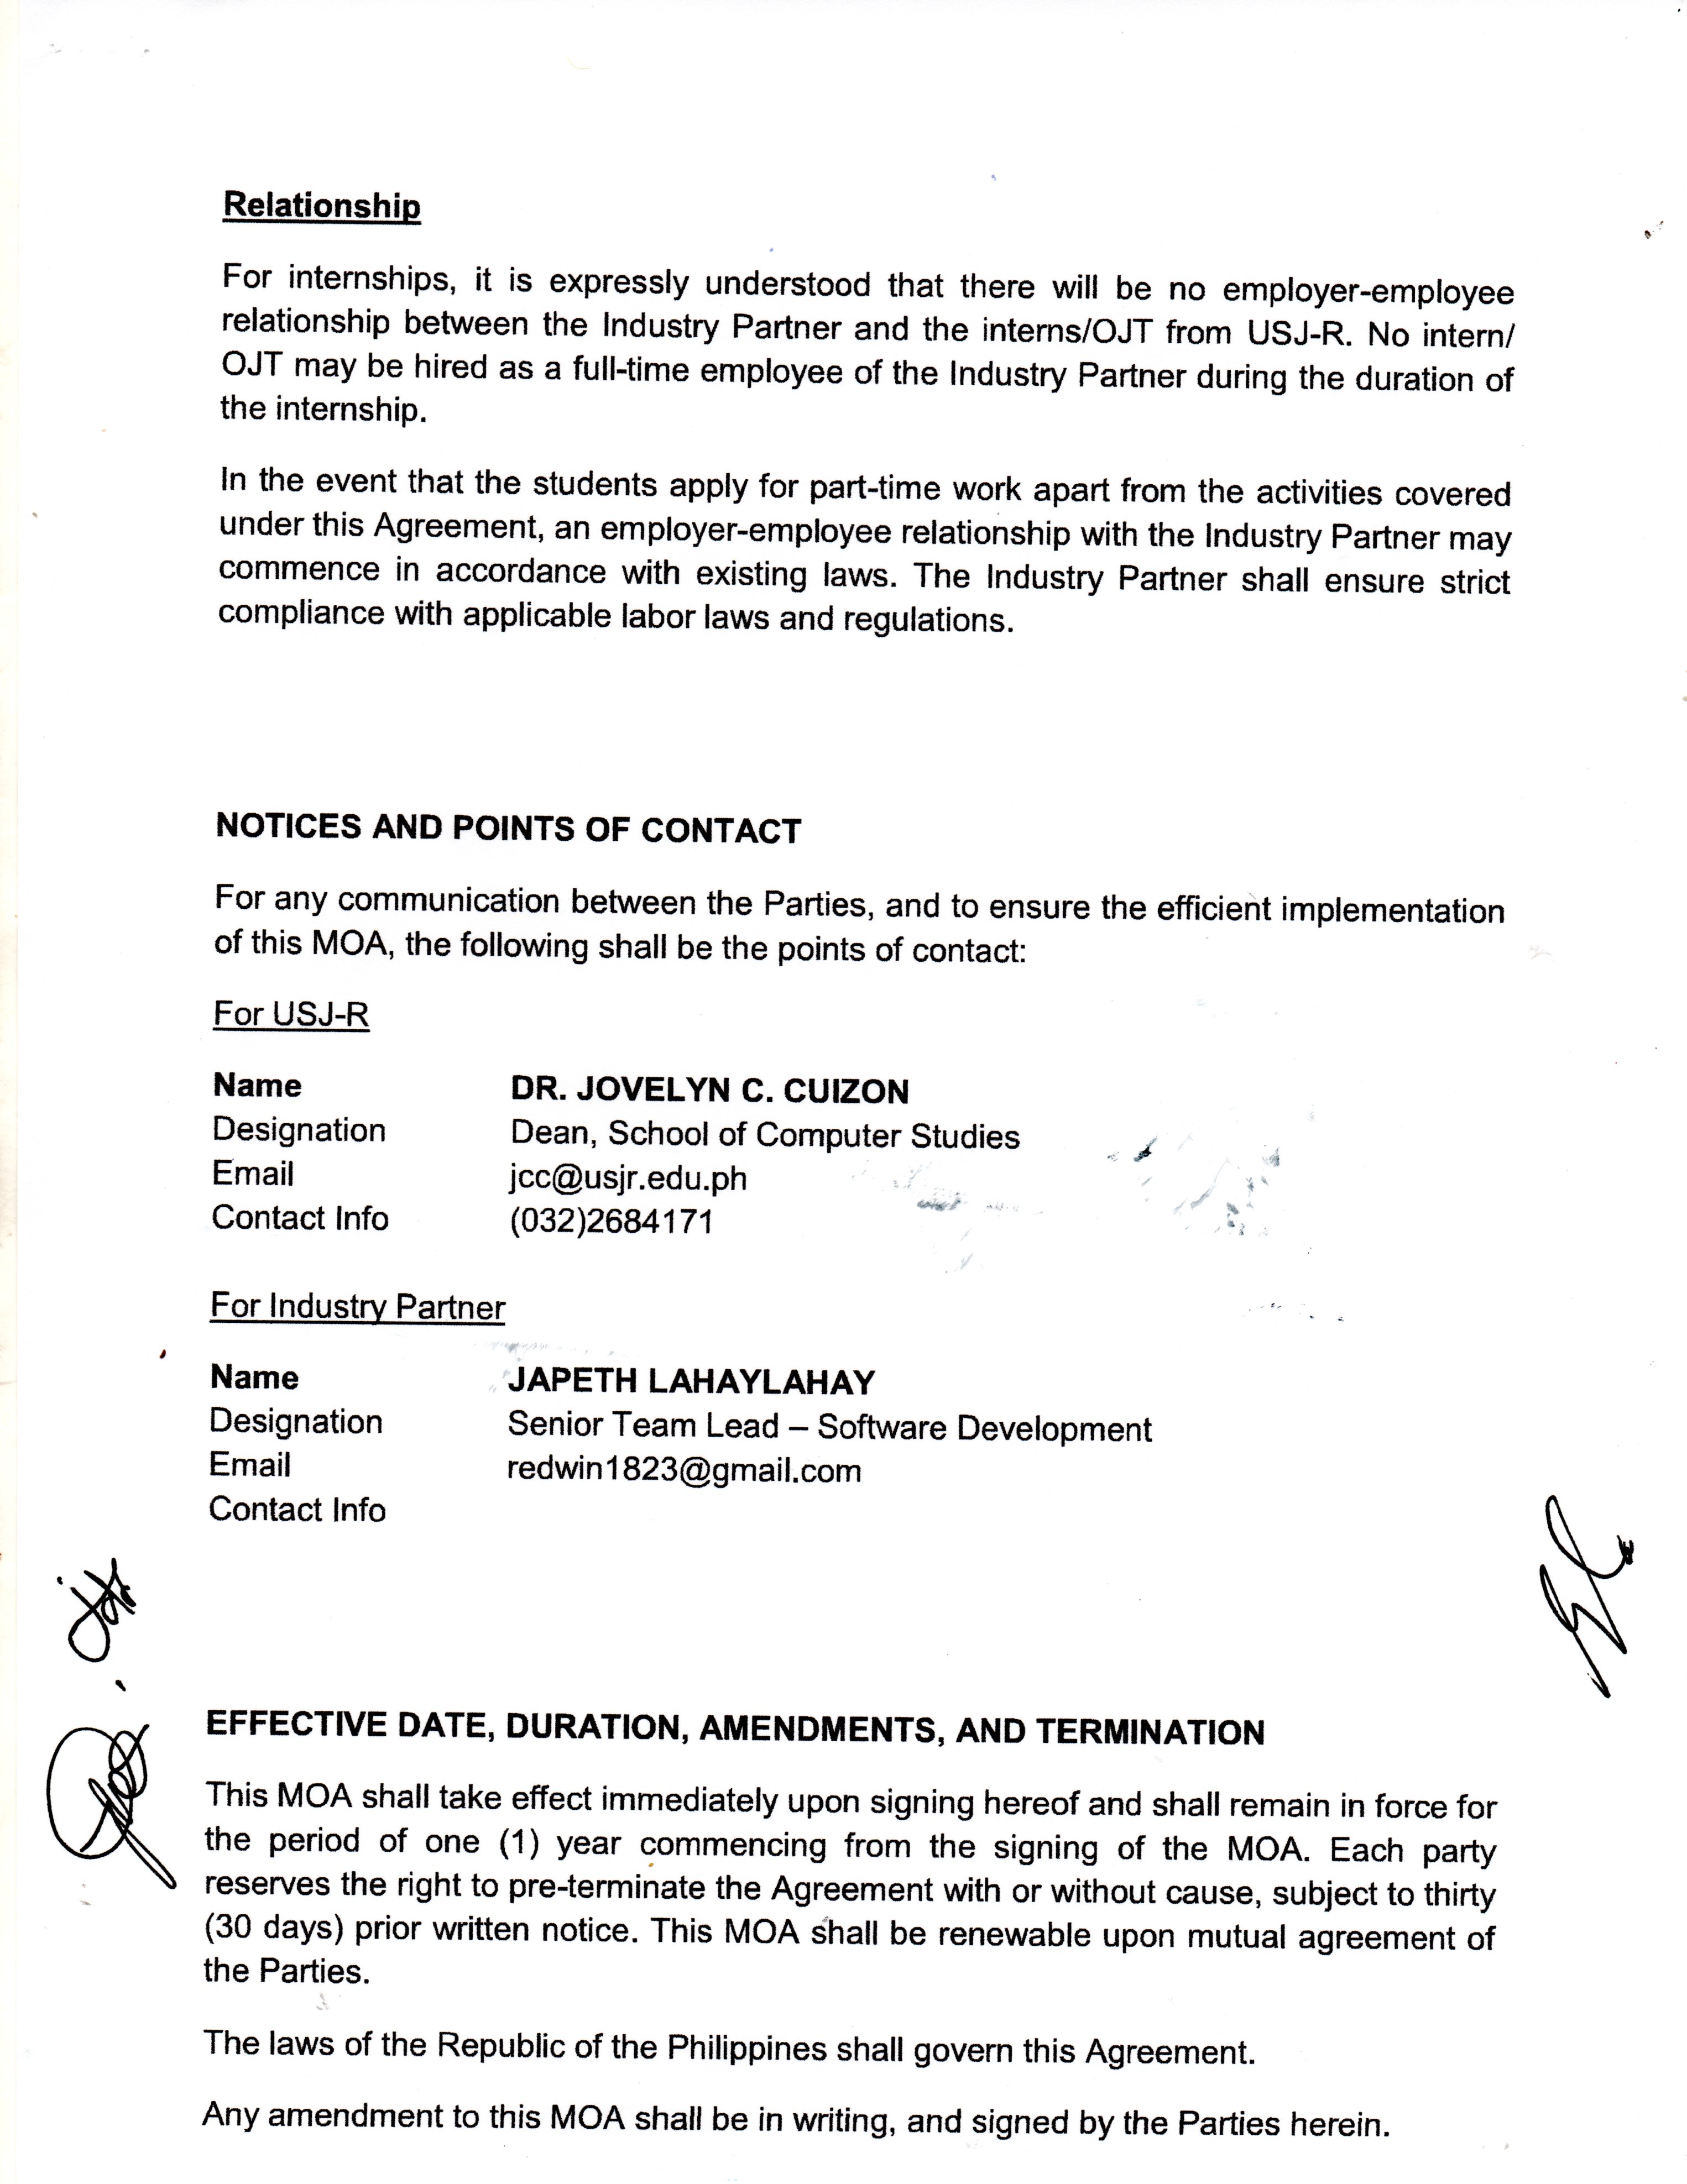 Relationship
For internships, it is expressly understood that there will be no employer-employee
relationship between the Industry Partner and the interns/OJT from USJ-R. No intern/
OJT may be hired as a full-time employee of the Industry Partner during the duration of
the internship.
In the event that the students apply for part-time work apart from the activities covered
under this Agreement, an employer-employee relationship with the Industry Partner may
commence in accordance with existing laws. The Industry Partner shall ensure strict
compliance with applicable labor laws and regulations.
NOTICES AND POINTS OF CONTACT
For any communication between the Parties, and to ensure the efficient implementation
of this MOA, the following shall be the points of contact:
For USJ-R
Name DR. JOVELYN C. CUIZON
Designation Dean, School of Computer Studies
Email jcc@usjr.edu.ph
Contact Info (032)2684171
For Industry Partner
Name JAPETH LAHAYLAHAY
Designation Senior Team Lead – Software Development
Email redwin1823@gmail.com
Contact Info
EFFECTIVE DATE, DURATION, AMENDMENTS, AND TERMINATION
This MOA shall take effect immediately upon signing hereof and shall remain in force for
the period of one (1) year commencing from the signing of the MOA. Each party
reserves the right to pre-terminate the Agreement with or without cause, subject to thirty
(30 days) prior written notice. This MOA shall be renewable upon mutual agreement of
the Parties.
The laws of the Republic of the Philippines shall govern this Agreement.
Any amendment to this MOA shall be in writing, and signed by the Parties herein.